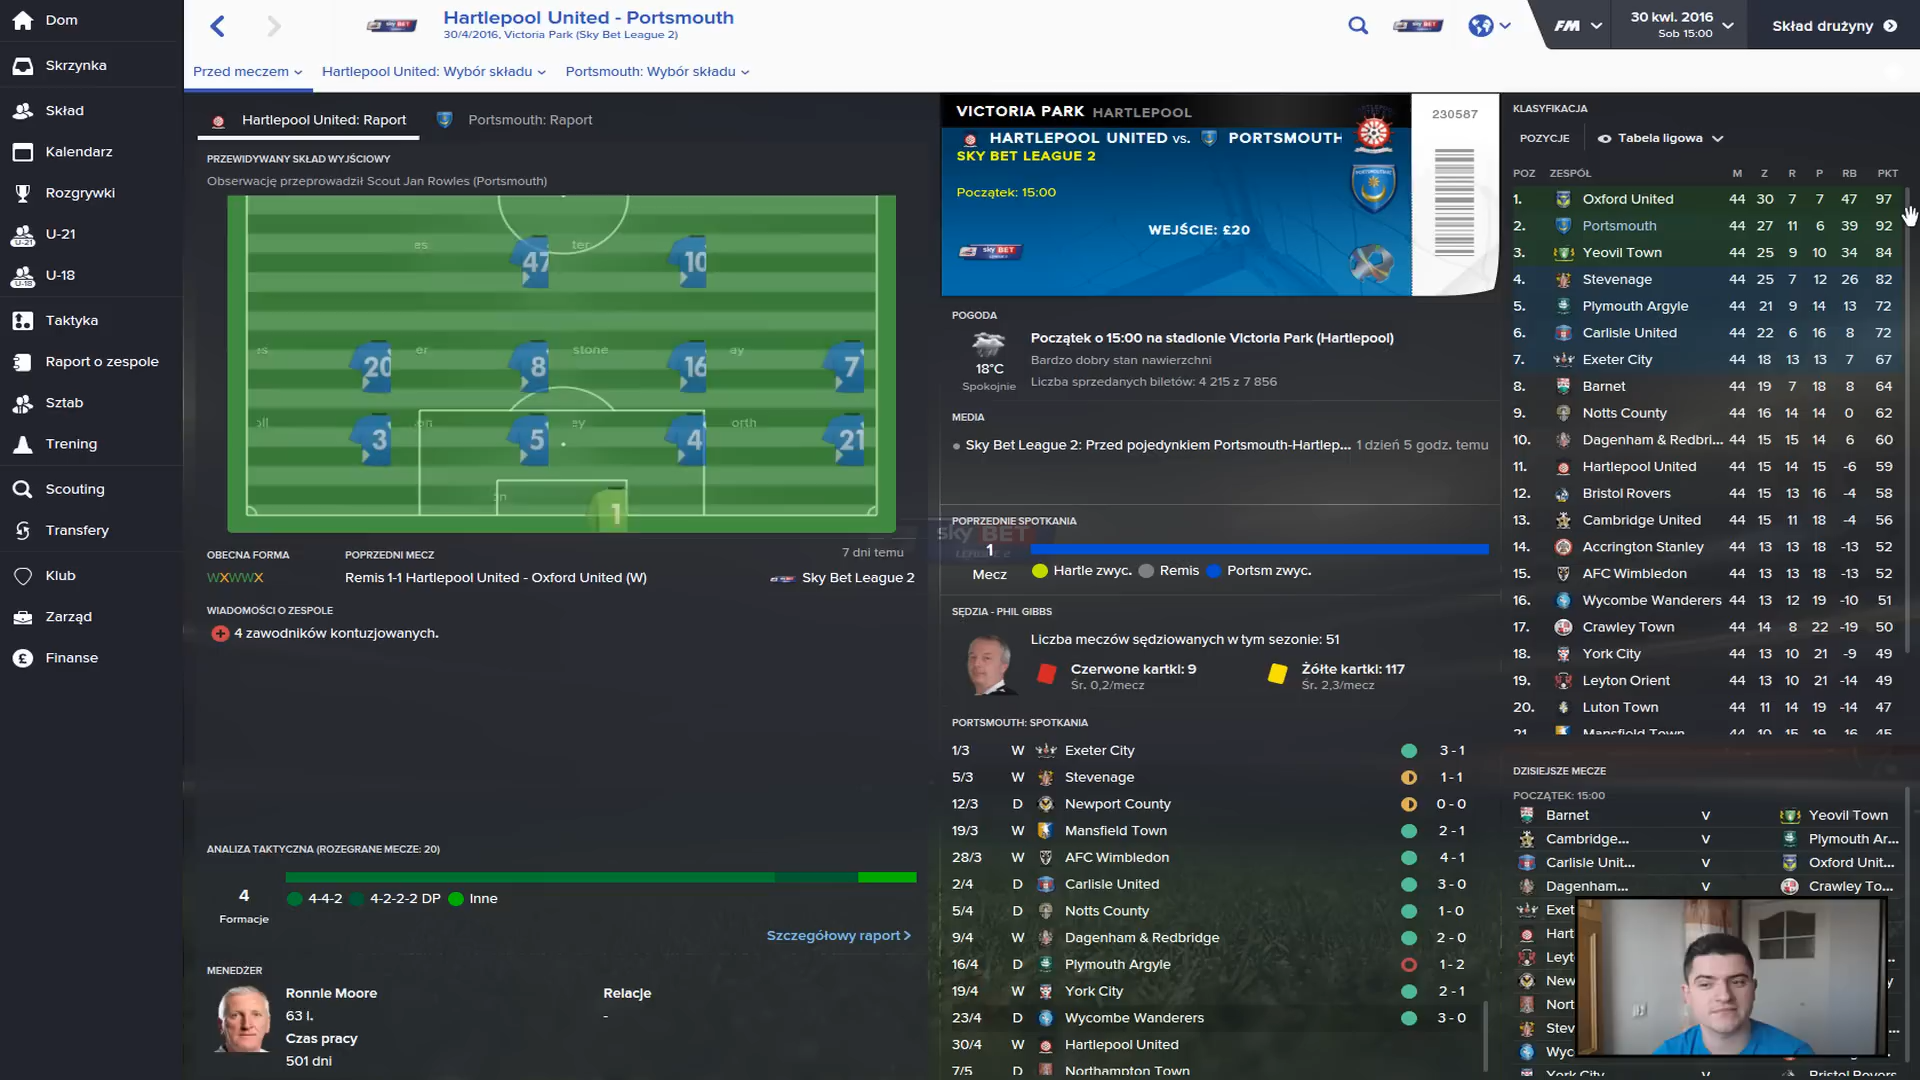 Dom
Skrzynka
Skład
Kalendarz
Rozgrywki
U-21
U-18
Taktyka
Raport o zespole
Sztab
Trening
Scouting
Transfery
Klub
Zarząd
Finanse
Hartlepool United - Portsmouth
30/4/2016, Victoria Park (Sky Bet League 2)
FM
30 kwi. 2016
Sob 15:00
Skład drużyny
Przed meczem
Hartlepool United: Wybór składu
Portsmouth: Wybór składu
Hartlepool United: Raport
Portsmouth: Raport
PRZEWIDYWANY SKŁAD WYJŚCIOWY
Obserwację przeprowadził Scout Jan Rowles (Portsmouth)
47 10
20 8 16 7
3 5 4 21
1
OBECNA FORMA
WXWWX
POPRZEDNI MECZ
7 dni temu
Remis 1-1 Hartlepool United - Oxford United (W)
Sky Bet League 2
WIADOMOŚCI O ZESPOLE
4 zawodników kontuzjowanych.
ANALIZA TAKTYCZNA (ROZEGRANE MECZE: 20)
4
Formacje
4-4-2
4-2-2-2 DP
Inne
Szczegółowy raport >
MENEDŻER
Ronnie Moore
63 l.
Czas pracy
501 dni
Relacje
-
VICTORIA PARK HARTLEPOOL
HARTLEPOOL UNITED vs. PORTSMOUTH
SKY BET LEAGUE 2
Początek: 15:00
WEJŚCIE: £20
230587
POGODA
18°C
Spokojnie
Początek o 15:00 na stadionie Victoria Park (Hartlepool)
Bardzo dobry stan nawierzchni
Liczba sprzedanych biletów: 4 215 z 7 856
MEDIA
Sky Bet League 2: Przed pojedynkiem Portsmouth-Hartlep... 1 dzień 5 godz. temu
POPRZEDNIE SPOTKANIA
1
Mecz
Hartle zwyc.
Remis
Portsm zwyc.
SĘDZIA - PHIL GIBBS
Liczba meczów sędziowanych w tym sezonie: 51
Czerwone kartki: 9
Śr. 0,2/mecz
Żółte kartki: 117
Śr. 2,3/mecz
PORTSMOUTH: SPOTKANIA
1/3 W Exeter City 3 - 1
5/3 W Stevenage 1 - 1
12/3 D Newport County 0 - 0
19/3 W Mansfield Town 2 - 1
28/3 W AFC Wimbledon 4 - 1
2/4 D Carlisle United 3 - 0
5/4 D Notts County 1 - 0
9/4 W Dagenham & Redbridge 2 - 0
16/4 D Plymouth Argyle 1 - 2
19/4 W York City 2 - 1
23/4 D Wycombe Wanderers 3 - 0
30/4 W Hartlepool United
7/5 D Northampton Town
KLASYFIKACJA
POZYCJE
Tabela ligowa
POZ ZESPÓŁ M Z R P RB PKT
1. Oxford United 44 30 7 7 47 97
2. Portsmouth 44 27 11 6 39 92
3. Yeovil Town 44 25 9 10 34 84
4. Stevenage 44 25 7 12 26 82
5. Plymouth Argyle 44 21 9 14 13 72
6. Carlisle United 44 22 6 16 8 72
7. Exeter City 44 18 13 13 7 67
8. Barnet 44 19 7 18 8 64
9. Notts County 44 16 14 14 0 62
10. Dagenham & Redbri... 44 15 15 14 6 60
11. Hartlepool United 44 15 14 15 -6 59
12. Bristol Rovers 44 15 13 16 -4 58
13. Cambridge United 44 15 11 18 -4 56
14. Accrington Stanley 44 13 13 18 -13 52
15. AFC Wimbledon 44 13 13 18 -13 52
16. Wycombe Wanderers 44 13 12 19 -10 51
17. Crawley Town 44 14 8 22 -19 50
18. York City 44 13 10 21 -9 49
19. Leyton Orient 44 13 10 21 -14 49
20. Luton Town 44 11 14 19 -14 47
21. Mansfield Town 44 10 15 19 -16 45
DZISIEJSZE MECZE
POCZĄTEK: 15:00
Barnet v Yeovil Town
Cambridge... v Plymouth Ar...
Carlisle Unit... v Oxford Unit...
Dagenham... v Crawley To...
Exet
Hart
Leyt
New
Nort
Stev
Wyc
York City Bristol Rovers